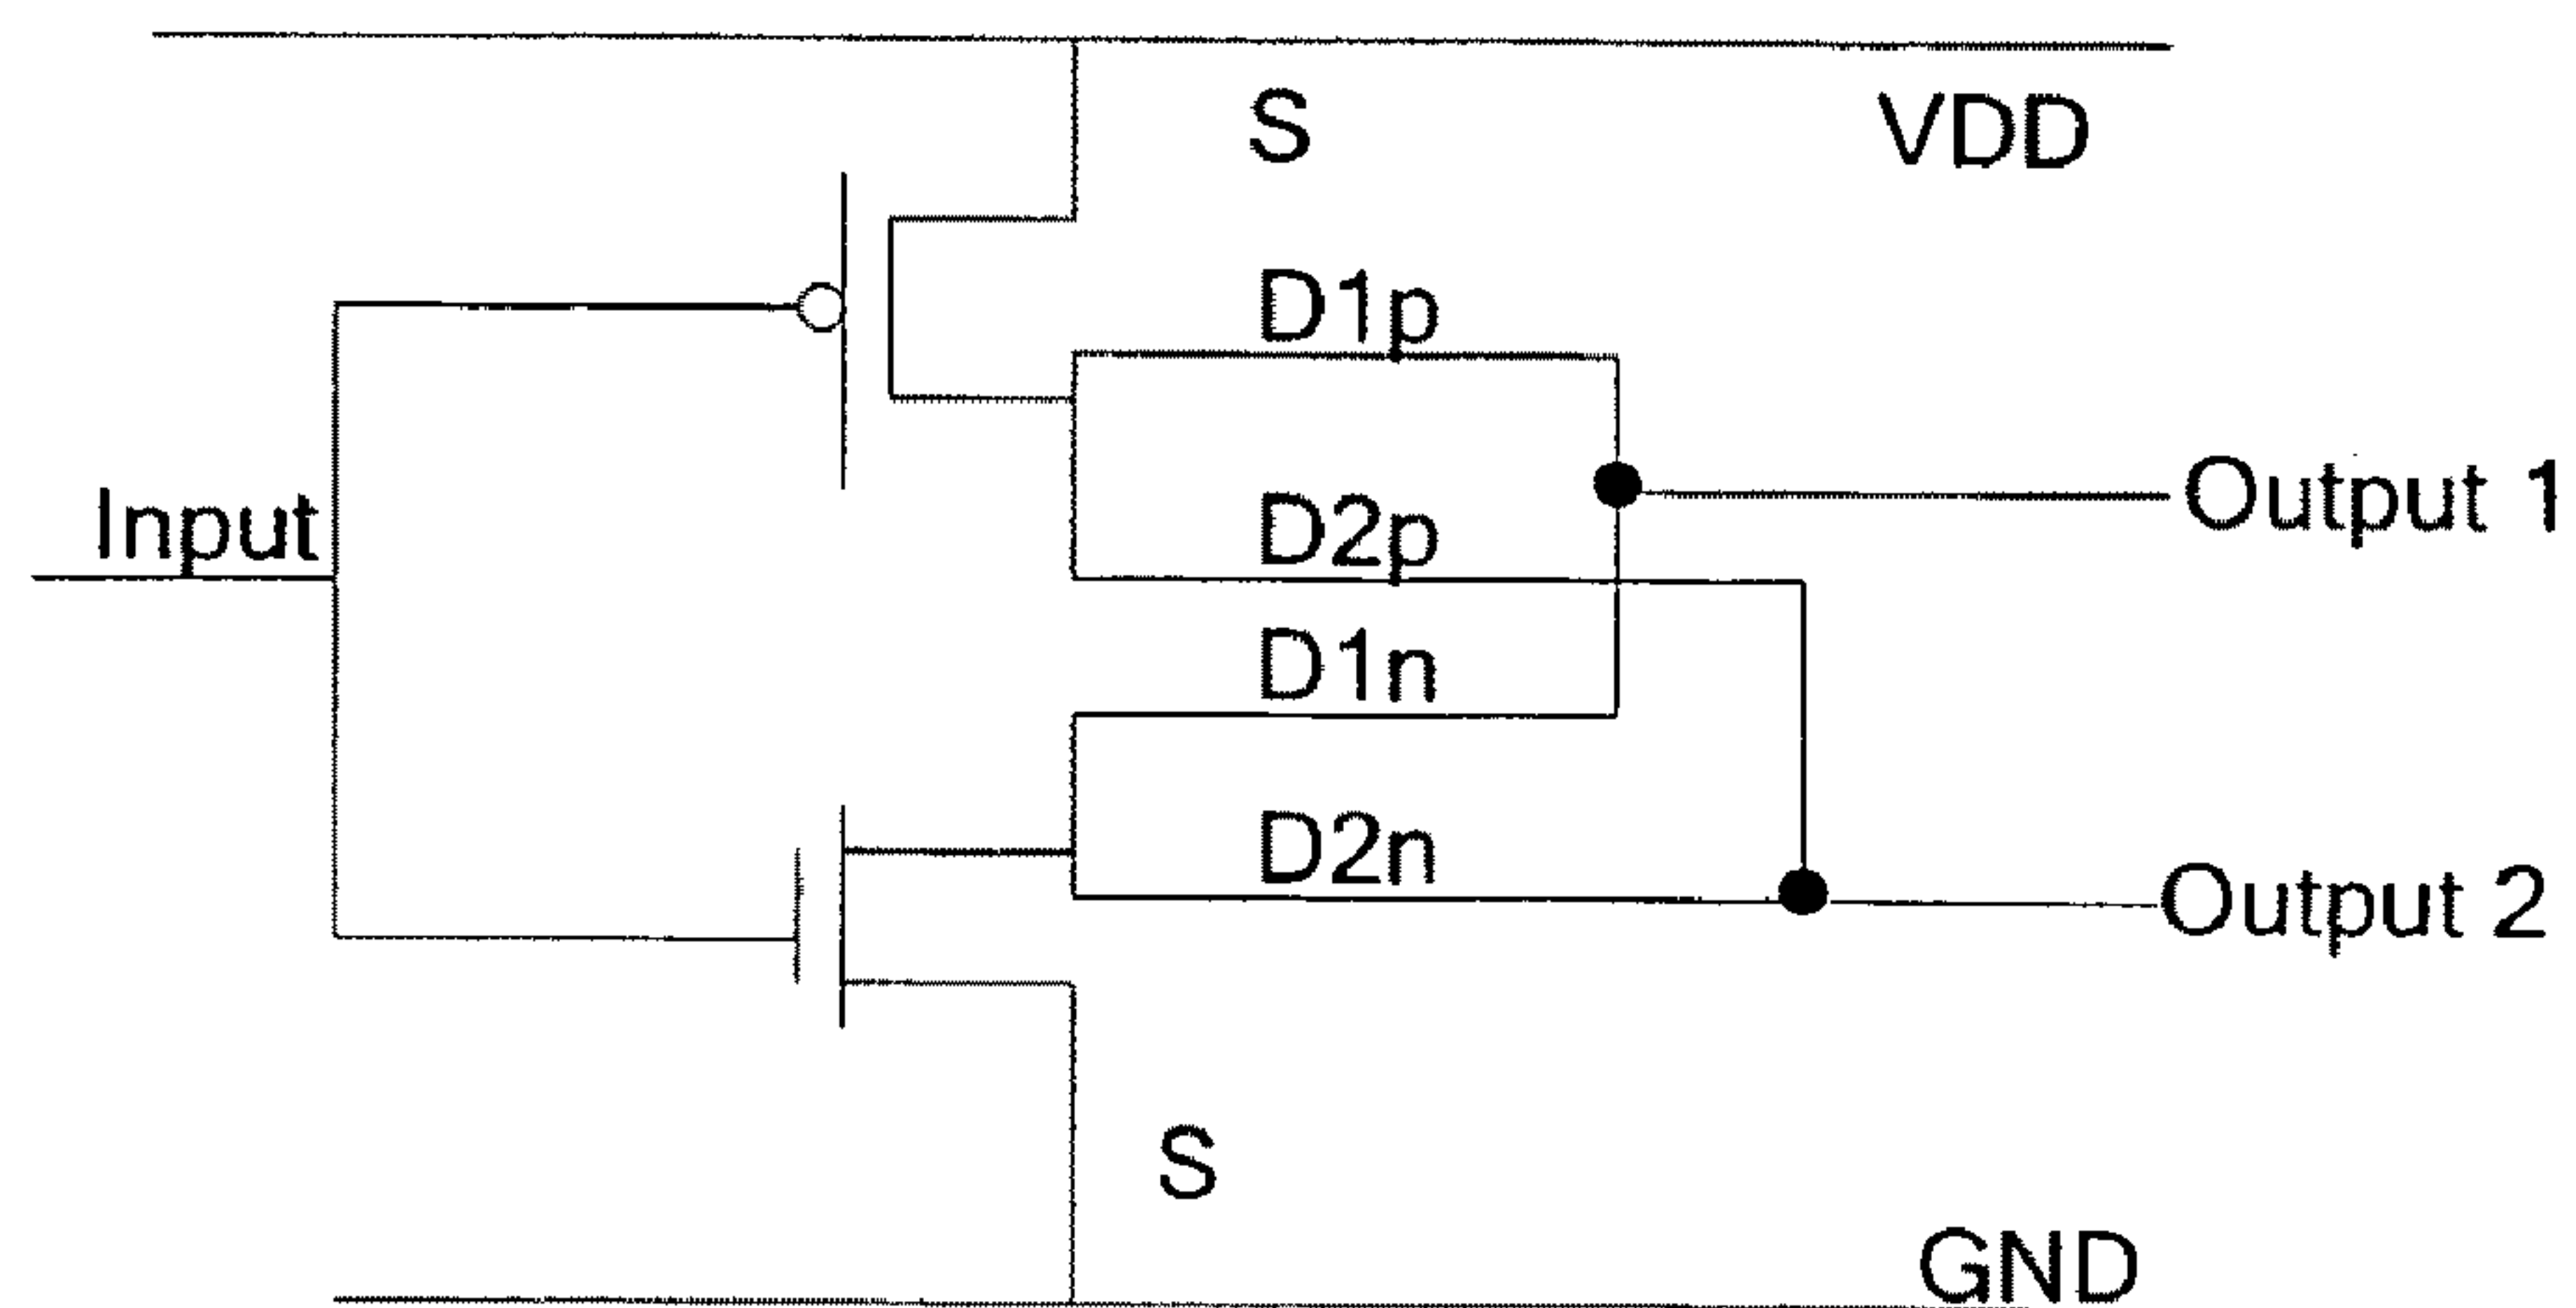 S
VDD
D1p
Input
D2p
Output 1
D1n
D2n
Output 2
S
GND